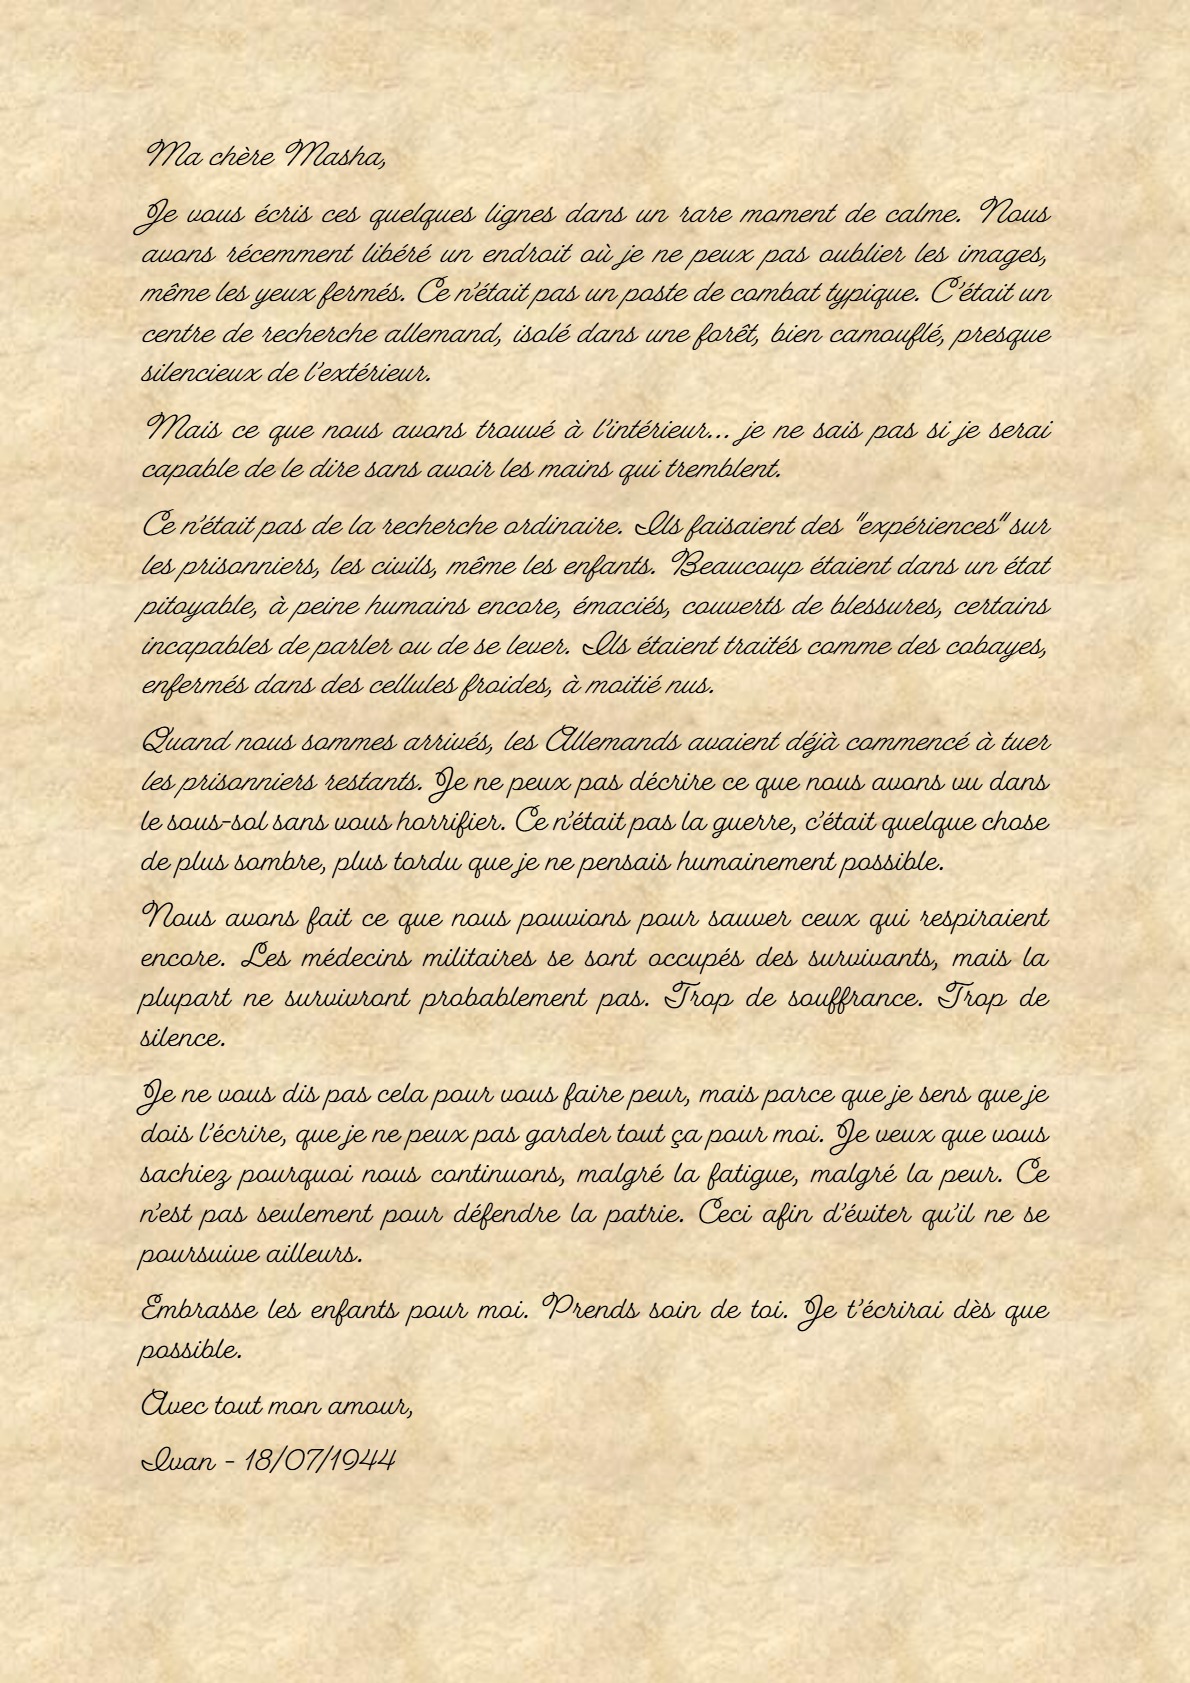 Ma chère Masha,
Je vous écris ces quelques lignes dans un rare moment de calme. Nous
avons récemment libéré un endroit où je ne peux pas oublier les images,
même les yeux fermés. Ce n'était pas un poste de combat typique. C'était un
centre de recherche allemand, isolé dans une forêt, bien camouflé, presque
silencieux de l'extérieur.
Mais ce que nous avons trouvé à l'intérieur... je ne sais pas si je serai
capable de le dire sans avoir les mains qui tremblent.
Ce n'était pas de la recherche ordinaire. Ils faisaient des "expériences" sur
les prisonniers, les civils, même les enfants. Beaucoup étaient dans un état
pitoyable, à peine humains encore, émaciés, couverts de blessures, certains
incapables de parler ou de se lever. Ils étaient traités comme des cobayes,
enfermés dans des cellules froides, à moitié nus.
Quand nous sommes arrivés, les Allemands avaient déjà commencé à tuer
les prisonniers restants. Je ne peux pas décrire ce que nous avons vu dans
le sous-sol sans vous horrifier. Ce n'était pas la guerre, c'était quelque chose
de plus sombre, plus tordu que je ne pensais humainement possible.
Nous avons fait ce que nous pouvions pour sauver ceux qui respiraient
encore. Les médecins militaires se sont occupés des survivants, mais la
plupart ne survivront probablement pas. Trop de souffrance. Trop de
silence.
Je ne vous dis pas cela pour vous faire peur, mais parce que je sens que je
dois l'écrire, que je ne peux pas garder tout ça pour moi. Je veux que vous
sachiez pourquoi nous continuons, malgré la fatigue, malgré la peur. Ce
n'est pas seulement pour défendre la patrie. Ceci afin d'éviter qu'il ne se
poursuive ailleurs.
Embrasse les enfants pour moi. Prends soin de toi. Je t'écrirai dès que
possible.
Avec tout mon amour,
Ivan - 18/07/1944